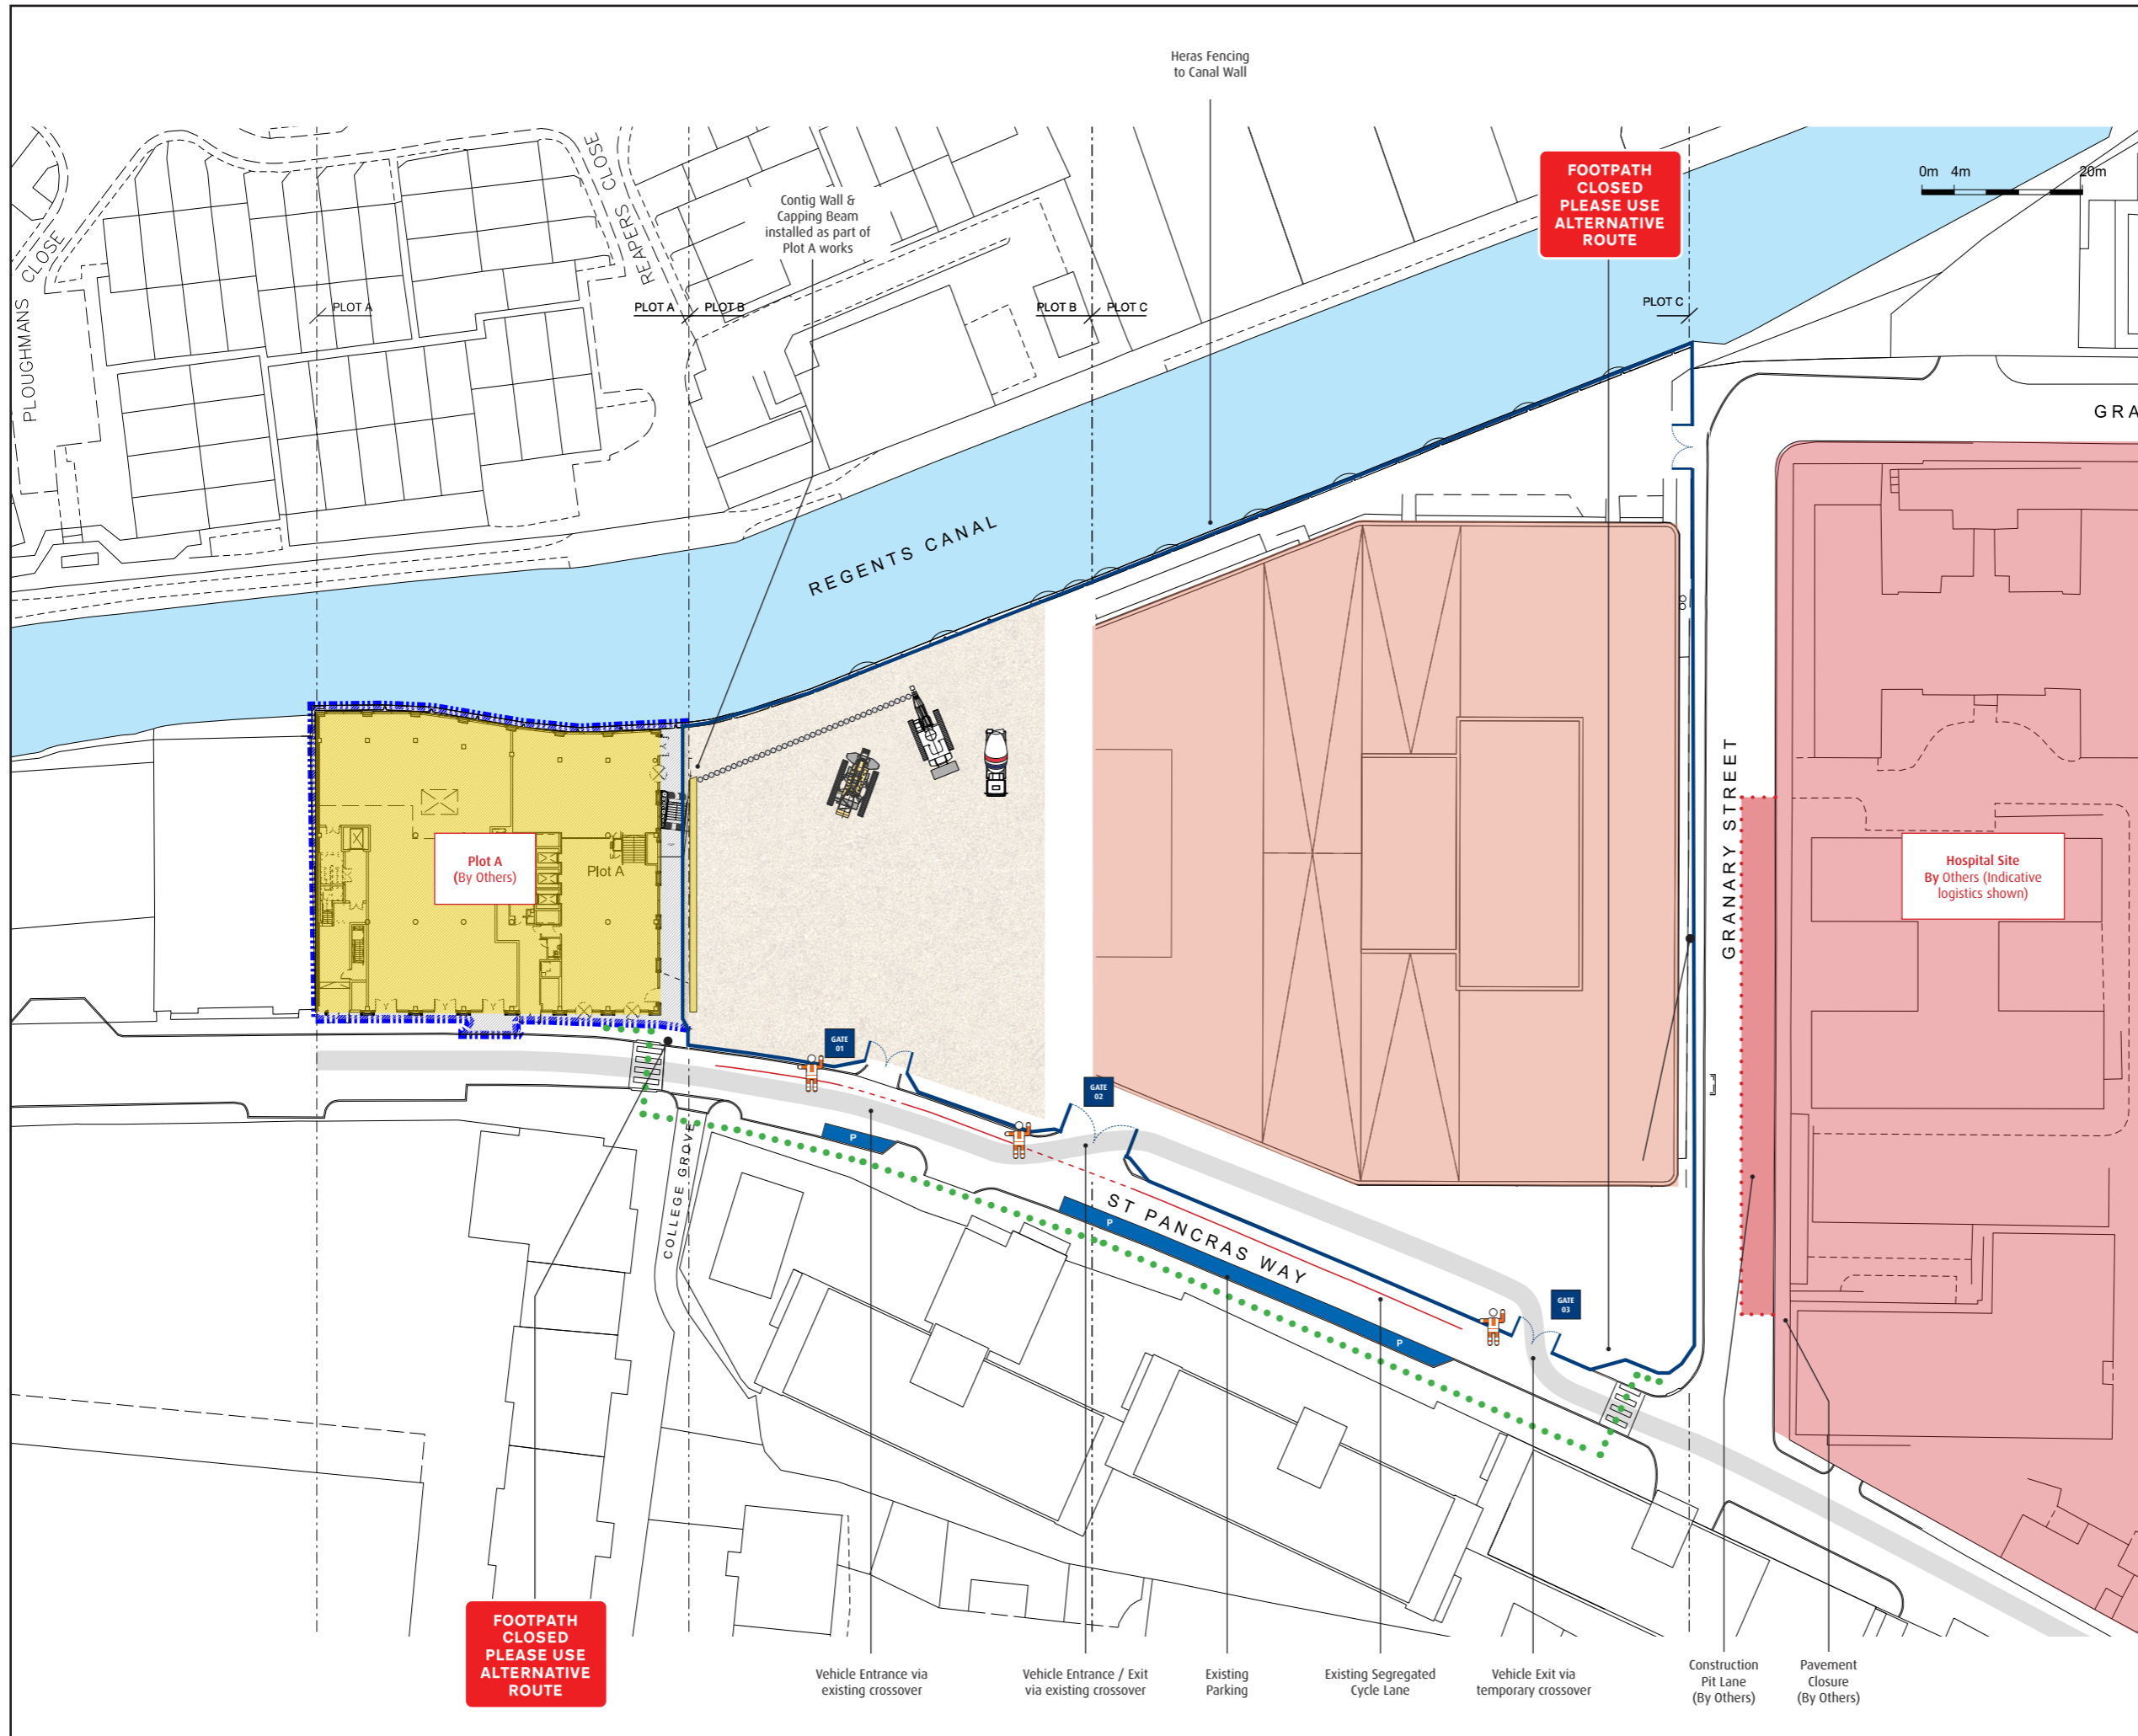 Heras Fencing
to Canal Wall
FOOTPATH
CLOSED
PLEASE USE
ALTERNATIVE
ROUTE
0m 4m 20m
REAPERS CLOSE
PLOUGHMANS CLOSE
Contig Wall &
Capping Beam
installed as part of
Plot A works
PLOT A
PLOT A PLOT B
PLOT B PLOT C
PLOT C
GRA
REGENTS CANAL
GRANARY STREET
Plot A
(By Others)
Plot A
Hospital Site
By Others (Indicative
logistics shown)
GATE
01
GATE
02
P
COLLEGE GROVE
ST PANCRAS WAY
P
P
GATE
03
FOOTPATH
CLOSED
PLEASE USE
ALTERNATIVE
ROUTE
Vehicle Entrance via
existing crossover
Vehicle Entrance / Exit
via existing crossover
Existing
Parking
Existing Segregated
Cycle Lane
Vehicle Exit via
temporary crossover
Construction
Pit Lane
(By Others)
Pavement
Closure
(By Others)